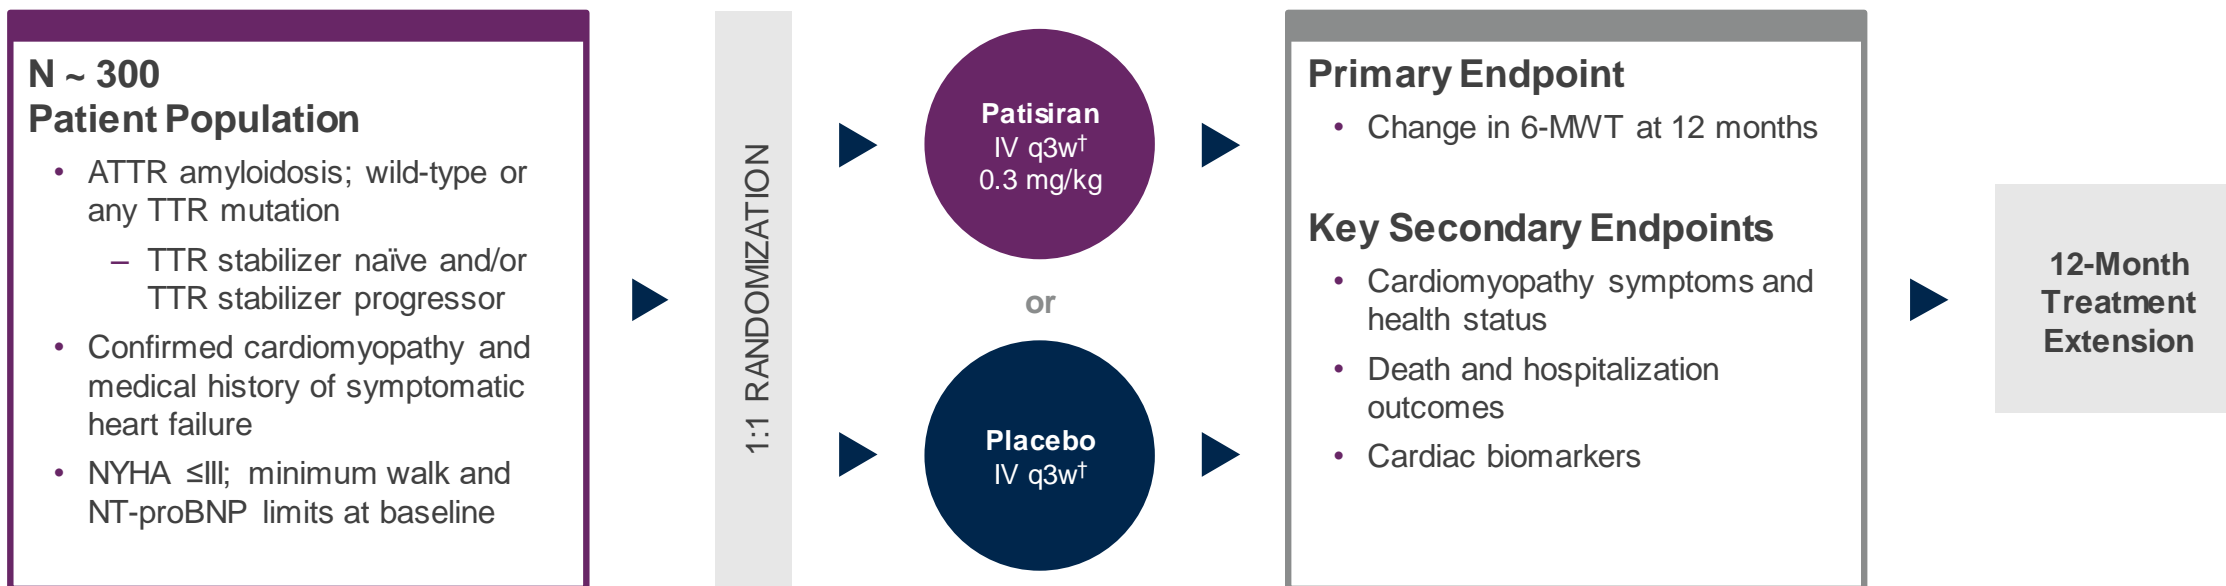 N ~ 300
Patient Population
• ATTR amyloidosis; wild-type or
any TTR mutation
– TTR stabilizer naïve and/or
TTR stabilizer progressor
• Confirmed cardiomyopathy and
medical history of symptomatic
heart failure
• NYHA ≤III; minimum walk and
NT-proBNP limits at baseline
1:1 RANDOMIZATION
Patisiran
IV q3w†
0.3 mg/kg
or
Placebo
IV q3w†
Primary Endpoint
• Change in 6-MWT at 12 months
Key Secondary Endpoints
• Cardiomyopathy symptoms and
health status
• Death and hospitalization
outcomes
• Cardiac biomarkers
12-Month
Treatment
Extension